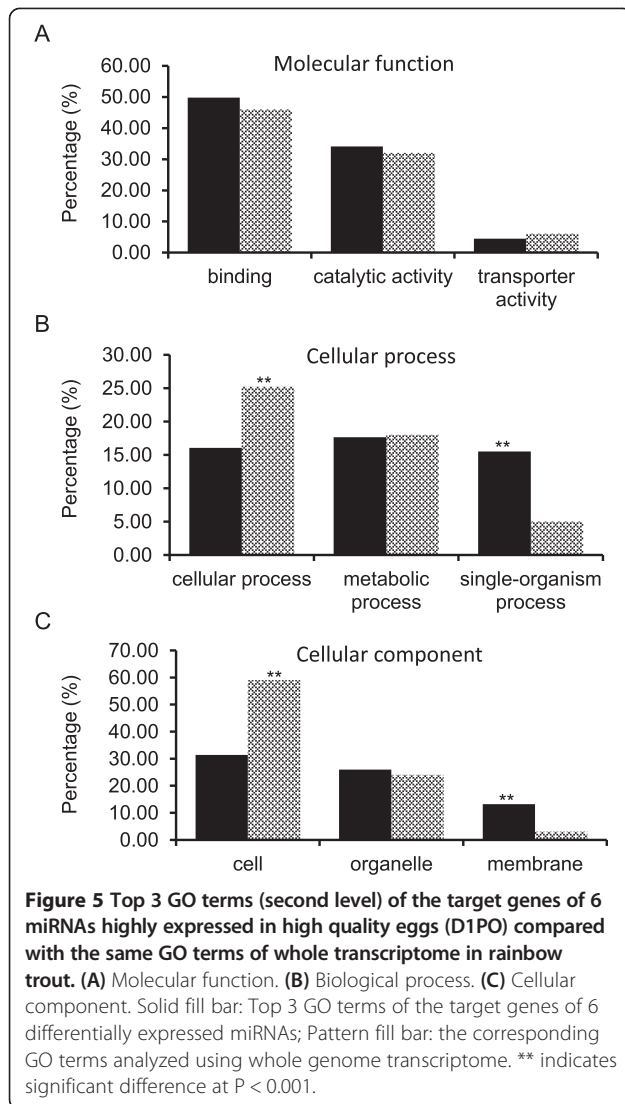 A
Molecular function
Percentage (%)
60.00
50.00
40.00
30.00
20.00
10.00
0.00
binding
catalytic activity
transporter
activity
B
Cellular process
Percentage (%)
30.00
25.00
20.00
15.00
10.00
5.00
0.00
**
**
cellular process
metabolic
process
single-organism
process
C
Cellular component
Percentage (%)
70.00
60.00
50.00
40.00
30.00
20.00
10.00
0.00
**
**
cell
organelle
membrane
Figure 5 Top 3 GO terms (second level) of the target genes of 6
miRNAs highly expressed in high quality eggs (D1PO) compared
with the same GO terms of whole transcriptome in rainbow
trout. (A) Molecular function. (B) Biological process. (C) Cellular
component. Solid fill bar: Top 3 GO terms of the target genes of 6
differentially expressed miRNAs; Pattern fill bar: the corresponding
GO terms analyzed using whole genome transcriptome. ** indicates
significant difference at P < 0.001.